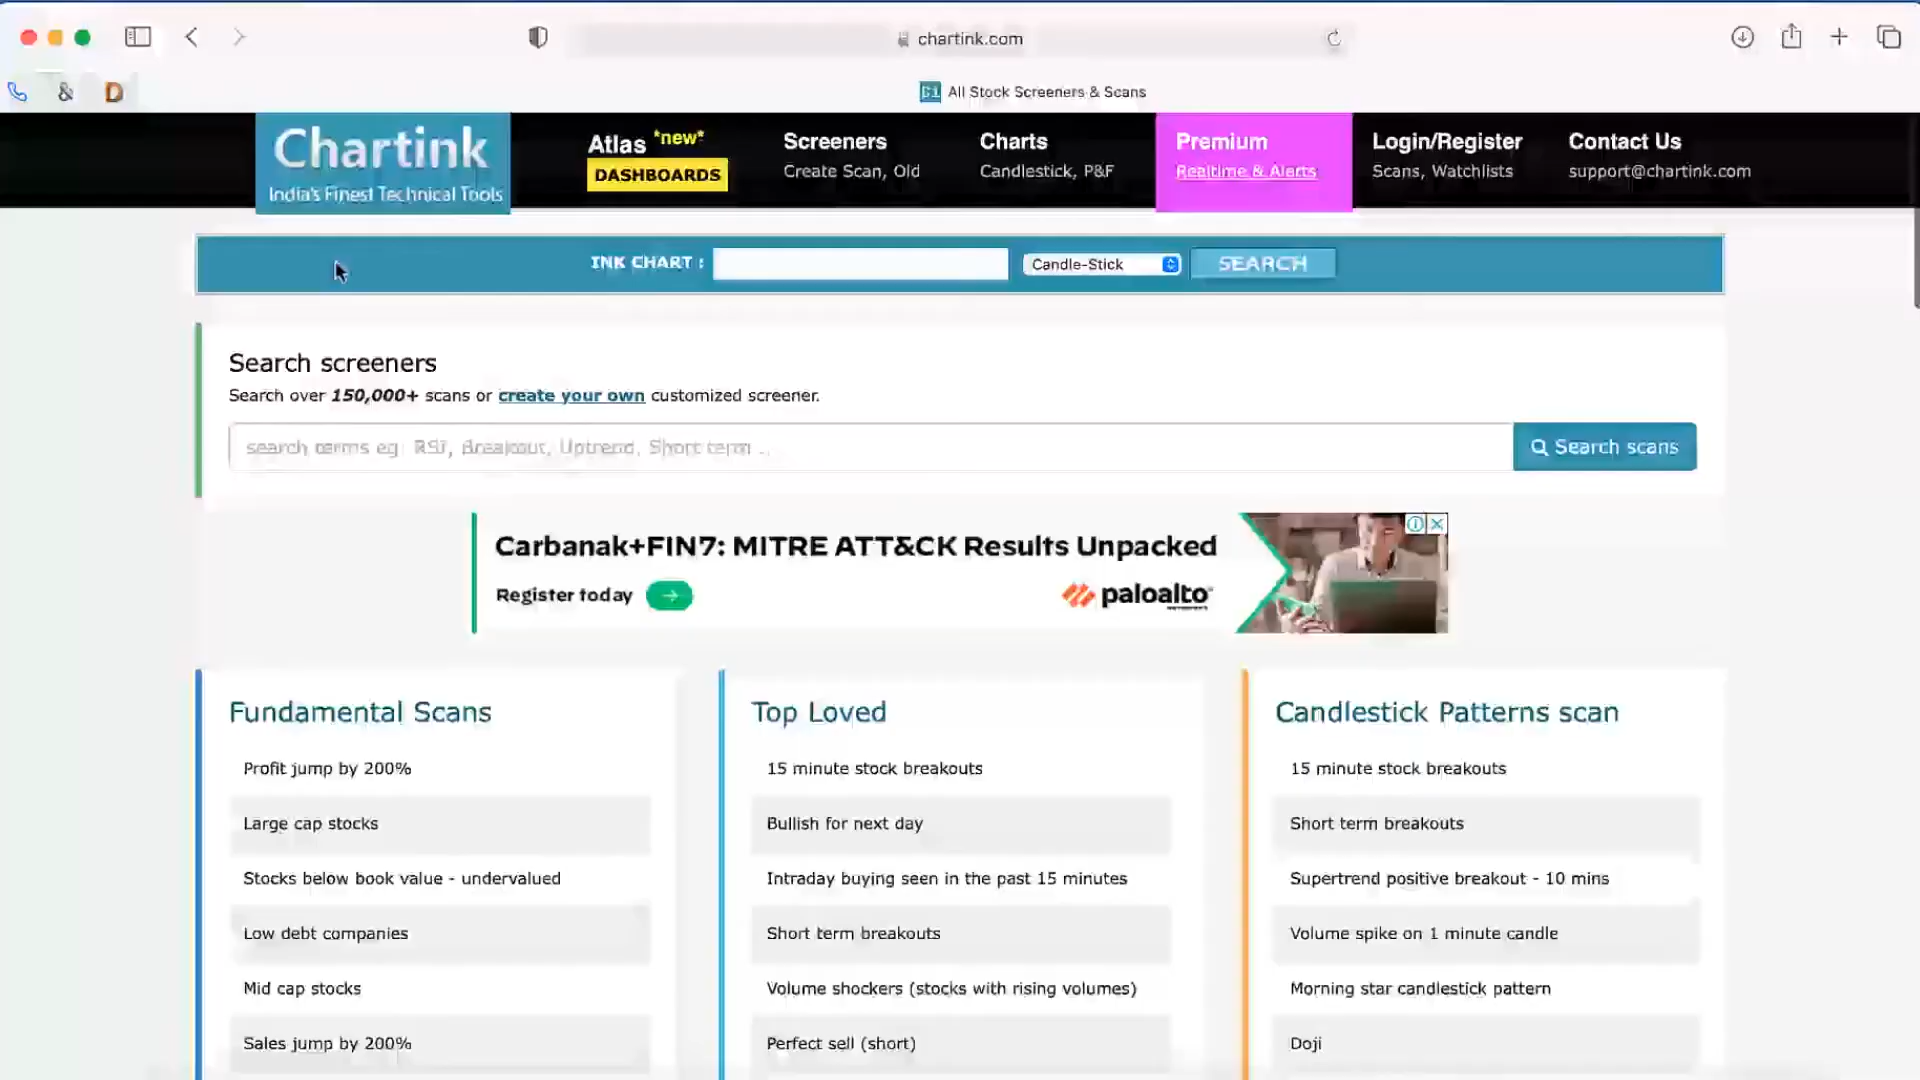 chartink.com
& D
All Stock Screeners & Scans
Chartink
India's Finest Technical Tools
Atlas *new*
DASHBOARDS
Screeners
Create Scan, Old
Charts
Candlestick, P&F
Premium
Realtime & Alerts
Login/Register
Scans, Watchlists
Contact Us
support@chartink.com
INK CHART :
Candle-Stick
SEARCH
Search screeners
Search over 150,000+ scans or create your own customized screener.
search terms eg: RSI, Breakout, Uptrend, Short term ...
Search scans
Carbanak+FIN7: MITRE ATT&CK Results Unpacked
Register today
paloalto
Fundamental Scans
Profit jump by 200%
Large cap stocks
Stocks below book value - undervalued
Low debt companies
Mid cap stocks
Sales jump by 200%
Top Loved
15 minute stock breakouts
Bullish for next day
Intraday buying seen in the past 15 minutes
Short term breakouts
Volume shockers (stocks with rising volumes)
Perfect sell (short)
Candlestick Patterns scan
15 minute stock breakouts
Short term breakouts
Supertrend positive breakout - 10 mins
Volume spike on 1 minute candle
Morning star candlestick pattern
Doji